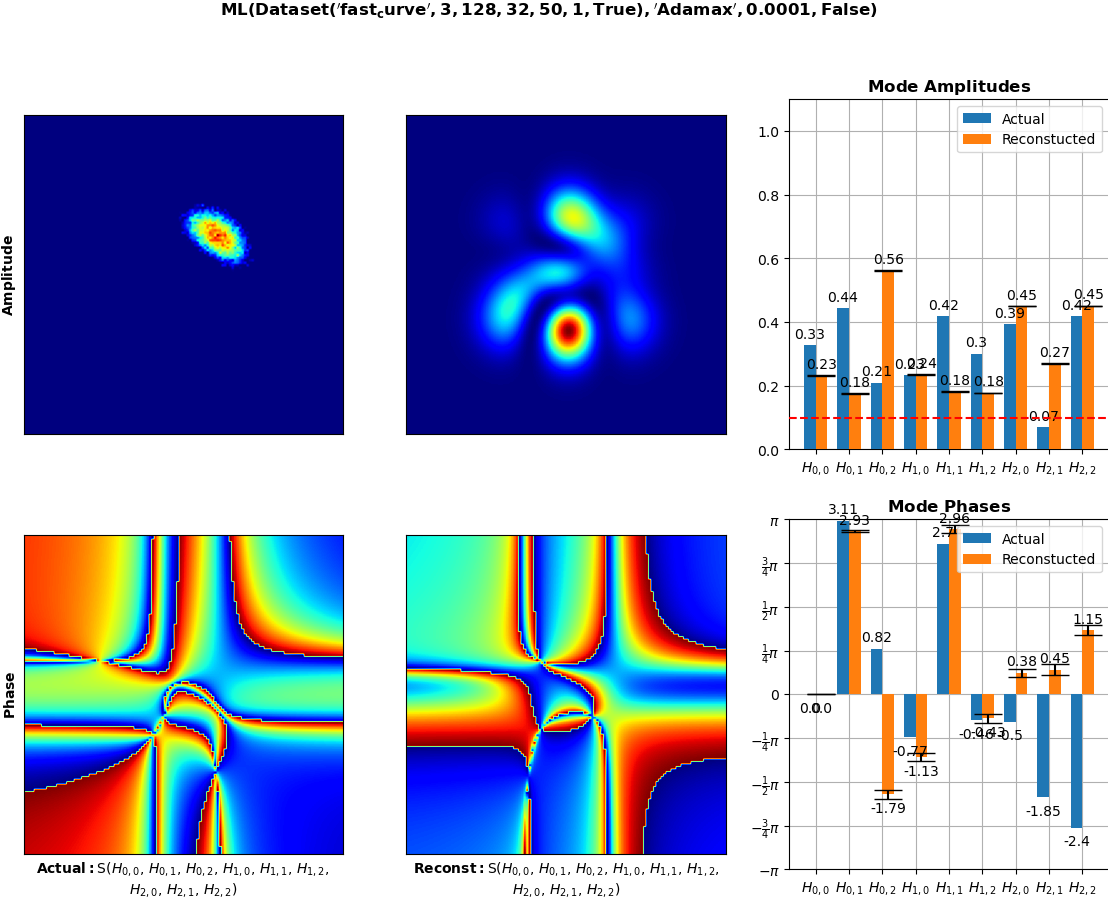 ML(Dataset(′fast_curve′, 3, 128, 32, 50, 1, True), ′Adamax′, 0.0001, False)
Amplitude
Mode Amplitudes
Actual
Reconstucted
1.0
0.8
0.6
0.4
0.2
0.0
0.33
0.23
0.44
0.18
0.21
0.56
0.23
0.24
0.42
0.18
0.3
0.18
0.39
0.45
0.07
0.27
0.42
0.45
H0,0 H0,1 H0,2 H1,0 H1,1 H1,2 H2,0 H2,1 H2,2
Phase
Actual:S(H0,0, H0,1, H0,2, H1,0, H1,1, H1,2,
H2,0, H2,1, H2,2)
Reconst:S(H0,0, H0,1, H0,2, H1,0, H1,1, H1,2,
H2,0, H2,1, H2,2)
Mode Phases
Actual
Reconstucted
π
3/4π
1/2π
1/4π
0
−1/4π
−1/2π
−3/4π
−π
0.0
0.0
3.11
2.93
0.82
-1.79
-0.77
-1.13
2.96
-0.46
-0.43
-0.5
0.38
-1.85
0.45
-2.4
1.15
H0,0 H0,1 H0,2 H1,0 H1,1 H1,2 H2,0 H2,1 H2,2